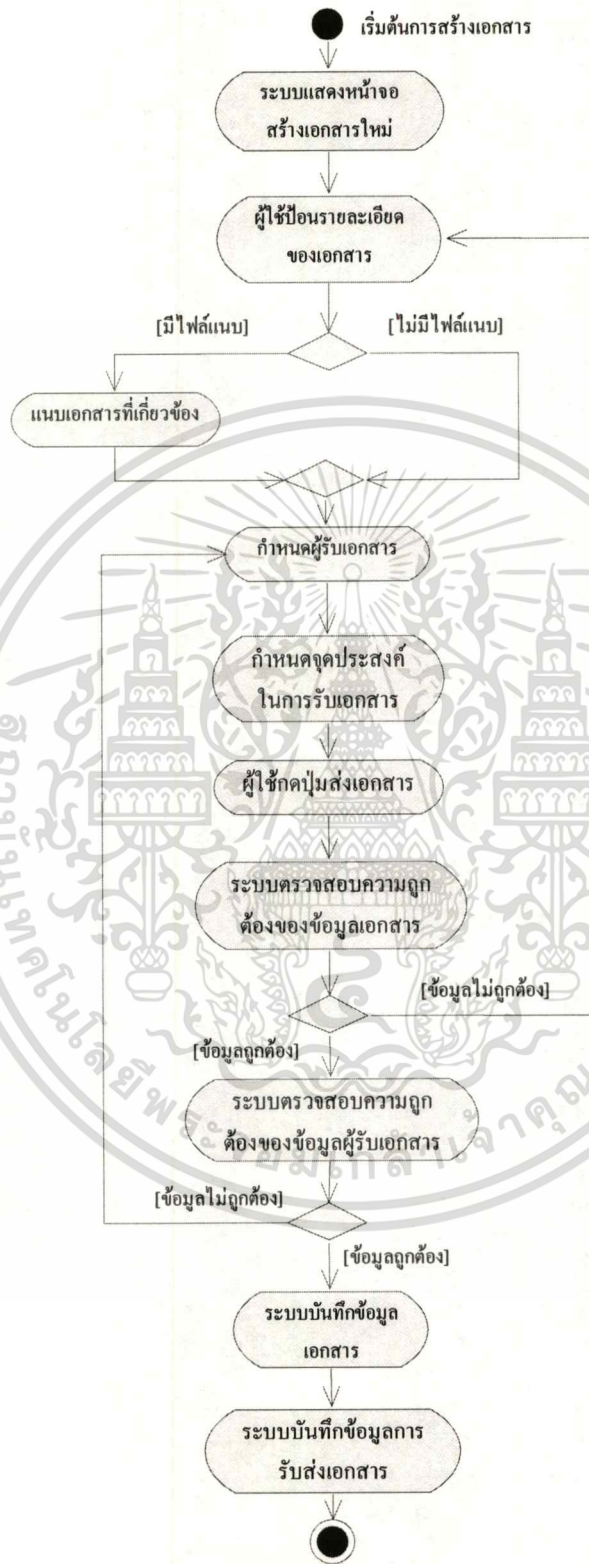 เริ่มต้นการสร้างเอกสาร
ระบบแสดงหน้าจอ
สร้างเอกสารใหม่
ผู้ใช้ป้อนรายละเอียด
ของเอกสาร
[มีไฟล์แนบ]
[ไม่มีไฟล์แนบ]
แนบเอกสารที่เกี่ยวข้อง
กำหนดผู้รับเอกสาร
กำหนดจุดประสงค์
ในการรับเอกสาร
ผู้ใช้กดปุ่มส่งเอกสาร
ระบบตรวจสอบความถูก
ต้องของข้อมูลเอกสาร
[ข้อมูลไม่ถูกต้อง]
[ข้อมูลถูกต้อง]
ระบบตรวจสอบความถูก
ต้องของข้อมูลผู้รับเอกสาร
[ข้อมูลไม่ถูกต้อง]
[ข้อมูลถูกต้อง]
ระบบบันทึกข้อมูล
เอกสาร
ระบบบันทึกข้อมูลการ
รับส่งเอกสาร